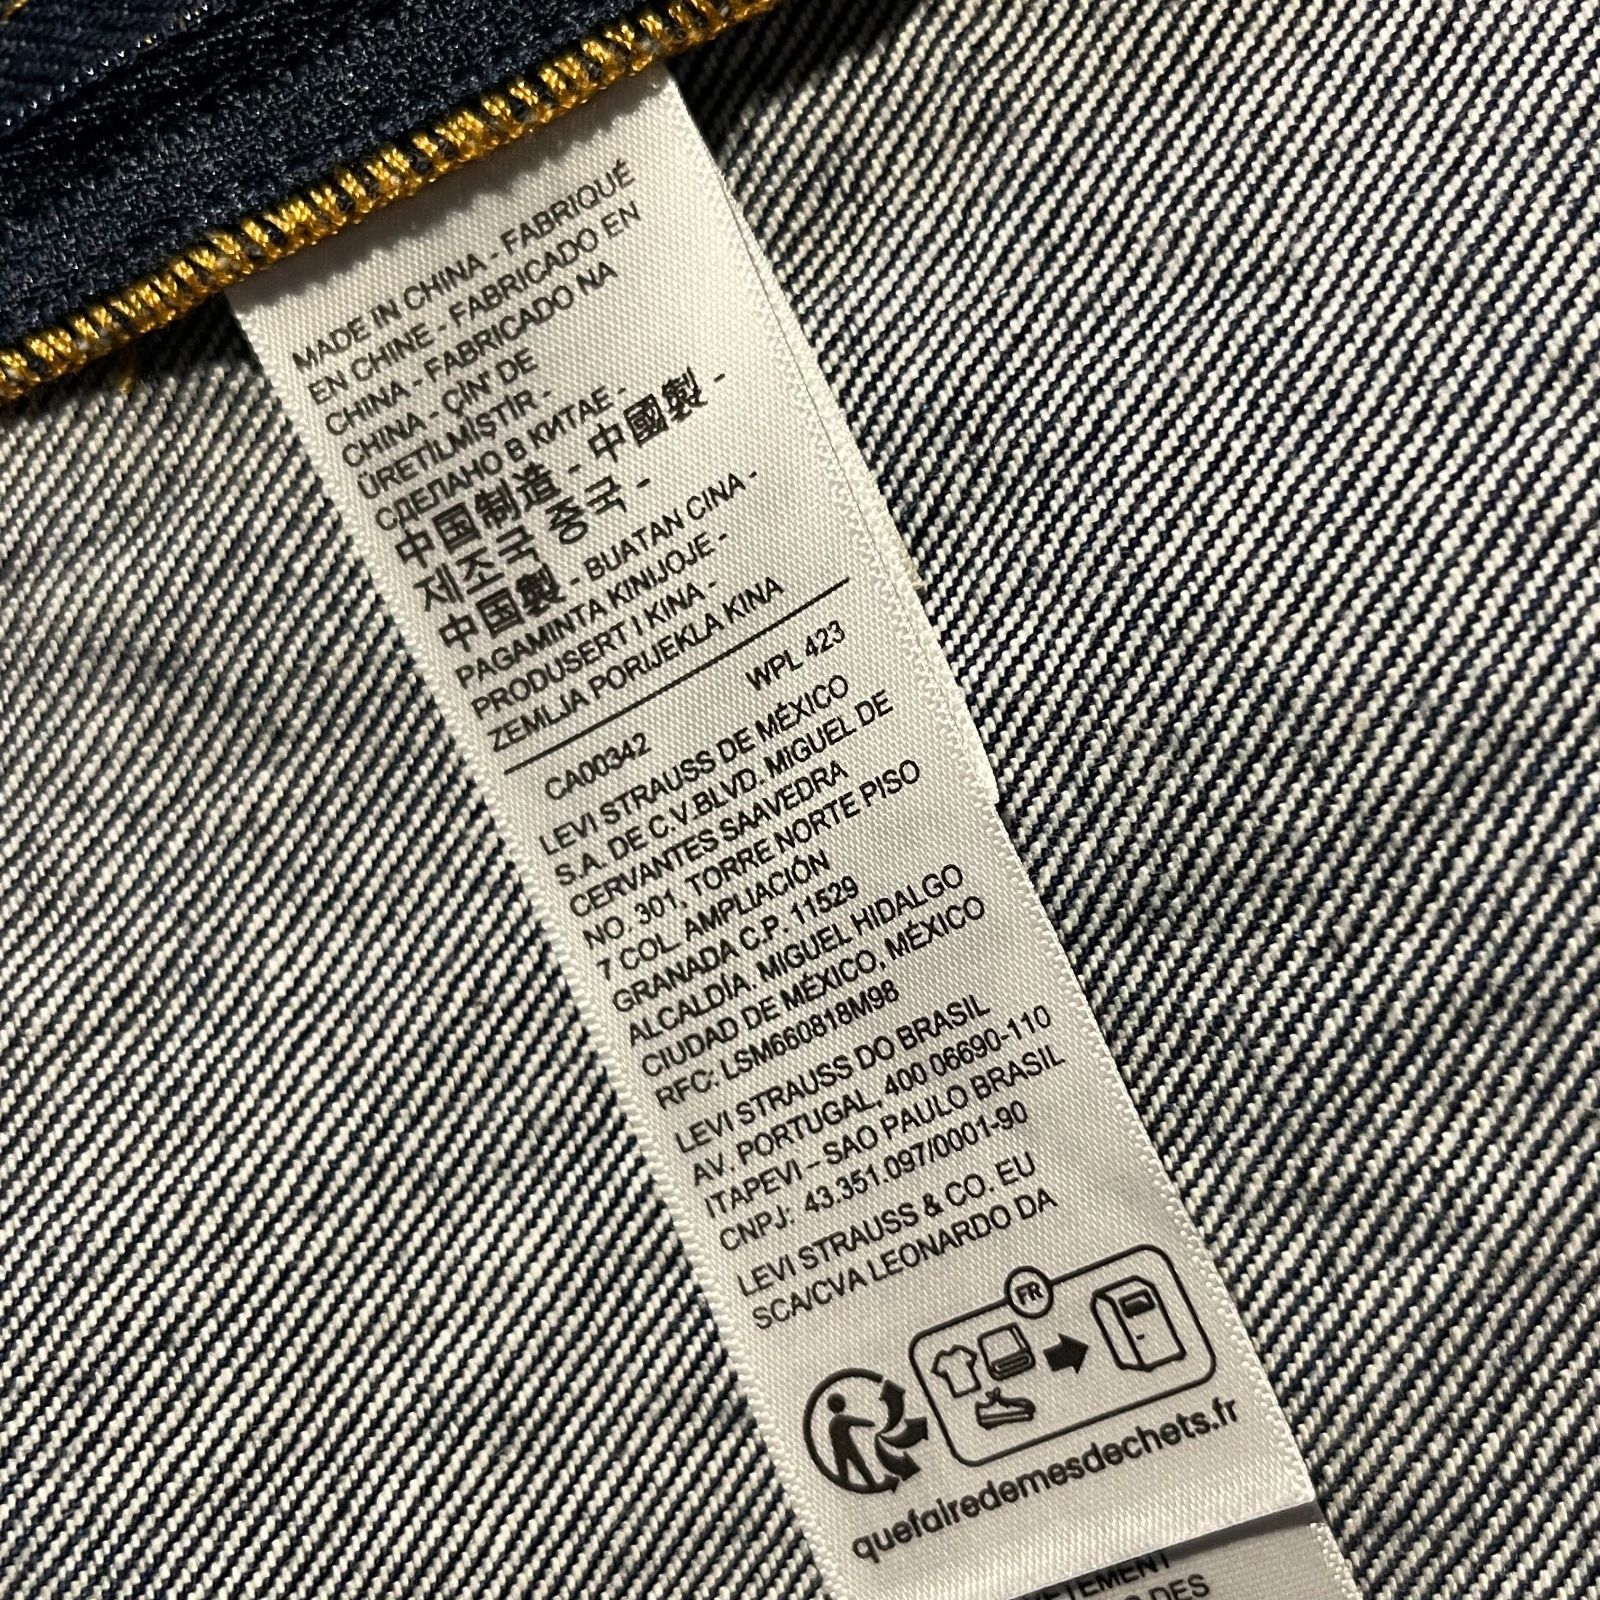 MADE IN CHINA - FABRIQUÉ
EN CHINE - FABRICADO EN
CHINA - FABRICADO NA
CHINA - ÇİN' DE
ÜRETİLMİŞTİR -
СДЕЛАНО В КИТАЕ -
中国制造 - 中國製 -
제조국 중국 -
中国製 - BUATAN CINA -
PAGAMINTA KINIJOJE -
PRODUSERT I KINA -
ZEMLJA PORIJEKLA KINA
CA00342 WPL 423
LEVI STRAUSS DE MÉXICO
S.A. DE C.V.BLVD. MIGUEL DE
CERVANTES SAAVEDRA
NO. 301, TORRE NORTE PISO
7 COL. AMPLIACIÓN
GRANADA C.P. 11529
ALCALDÍA. MIGUEL HIDALGO
CIUDAD DE MÉXICO, MÉXICO
RFC: LSM660818M98
LEVI STRAUSS DO BRASIL
AV. PORTUGAL, 400 06690-110
ITAPEVI – SAO PAULO BRASIL
CNPJ: 43.351.097/0001-90
LEVI STRAUSS & CO. EU
SCA/CVA LEONARDO DA
FR
quefairedemesdechets.fr
DES